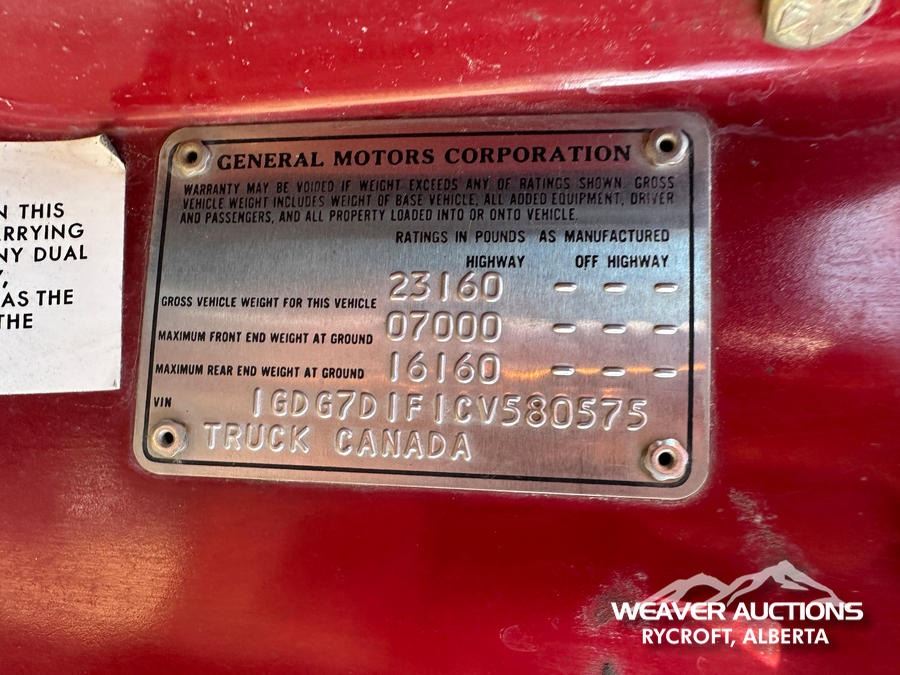 N THIS
ARRYING
NY DUAL
AS THE
THE
GENERAL MOTORS CORPORATION
WARRANTY MAY BE VOIDED IF WEIGHT EXCEEDS ANY OF RATINGS SHOWN. GROSS
VEHICLE WEIGHT INCLUDES WEIGHT OF BASE VEHICLE, ALL ADDED EQUIPMENT, DRIVER
AND PASSENGERS, AND ALL PROPERTY LOADED INTO OR ONTO VEHICLE.
RATINGS IN POUNDS AS MANUFACTURED
HIGHWAY OFF HIGHWAY
GROSS VEHICLE WEIGHT FOR THIS VEHICLE 23160 - - -
MAXIMUM FRONT END WEIGHT AT GROUND 07000 - - -
MAXIMUM REAR END WEIGHT AT GROUND 16160 - - -
VIN 1GDG7D1F1CV580575
TRUCK CANADA
WEAVER AUCTIONS
RYCROFT, ALBERTA